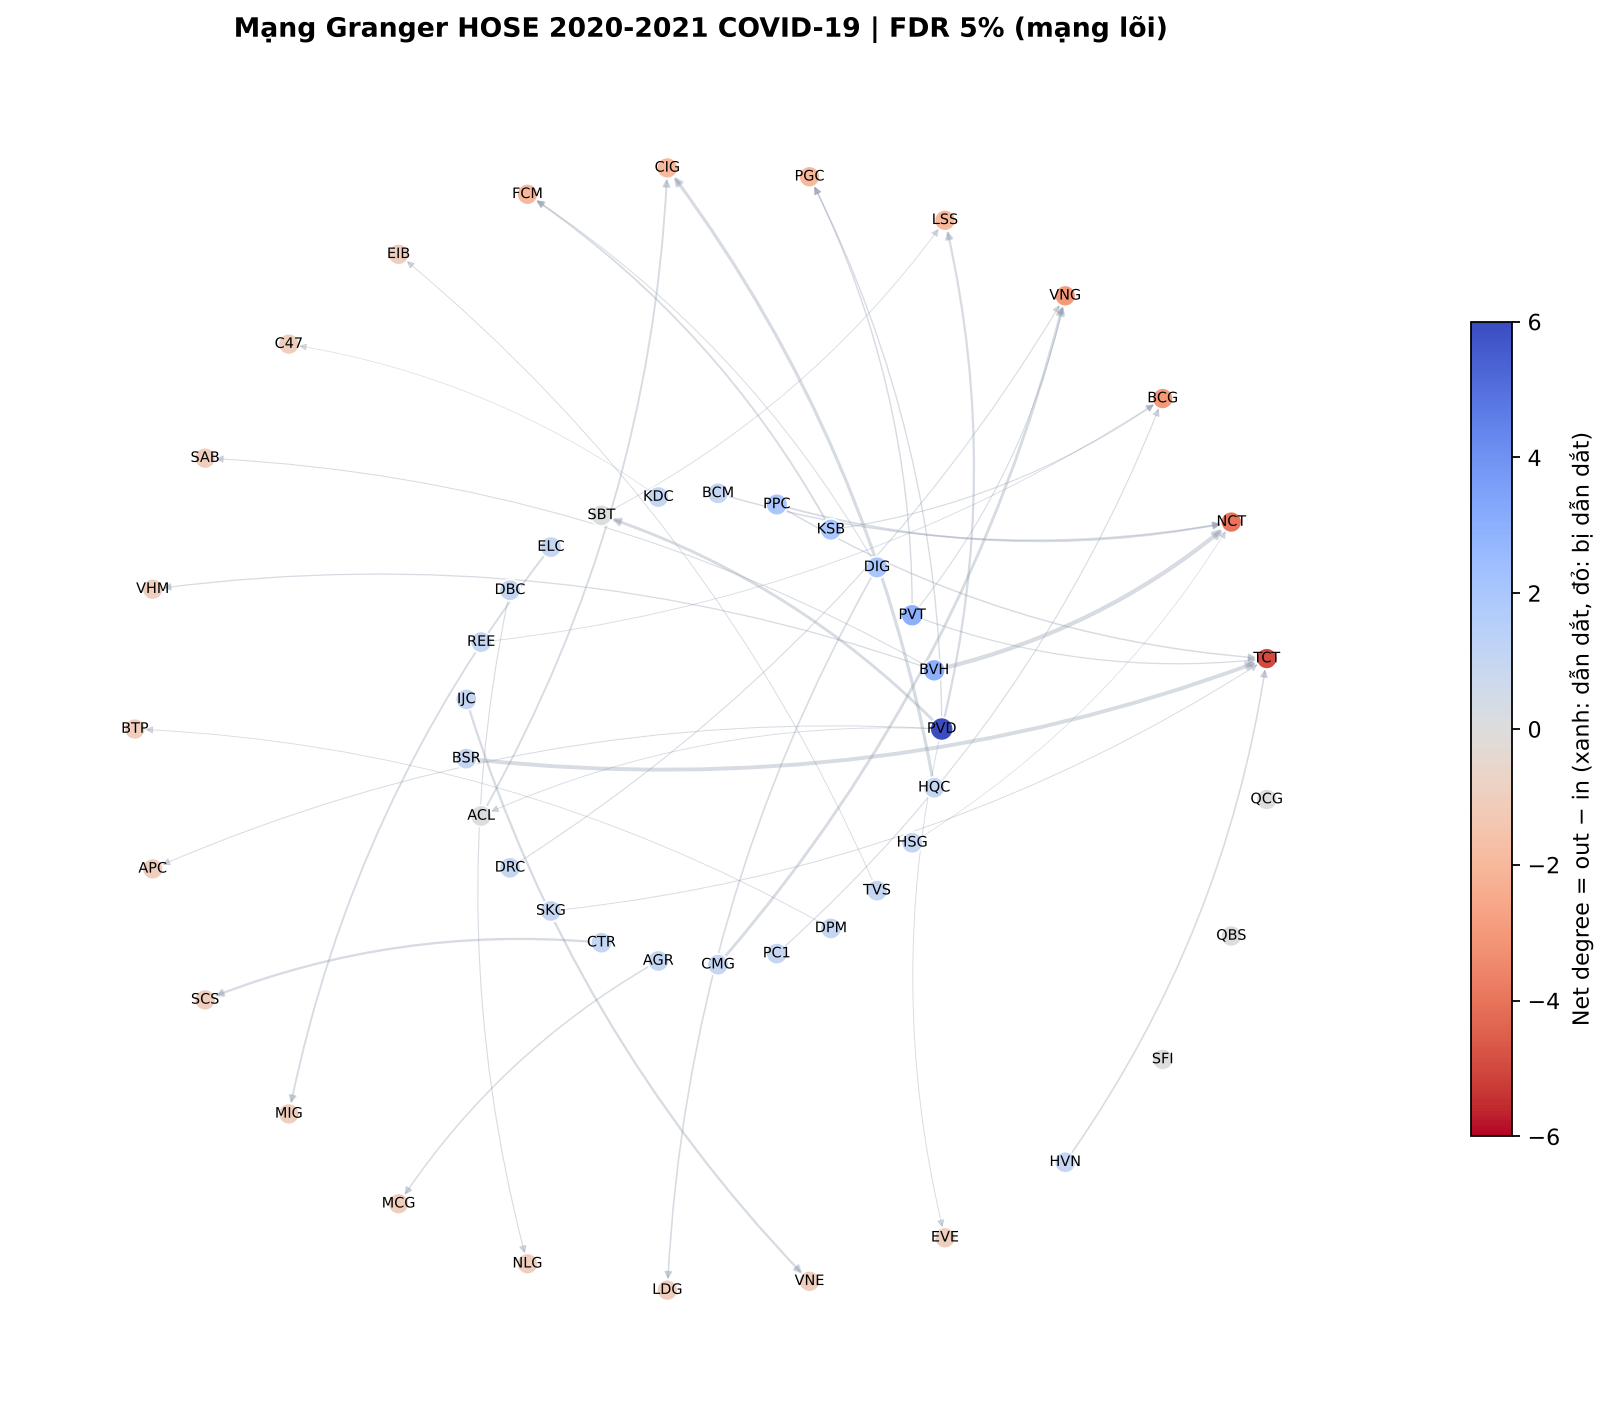 Mạng Granger HOSE 2020-2021 COVID-19 | FDR 5% (mạng lõi)
CIG
PGC
FCM
LSS
EIB
VNG
C47
BCG
SAB
KDC
BCM
PPC
SBT
KSB
NCT
ELC
DIG
VHM
DBC
PVT
REE
BVH
TCT
IJC
BTP
PVD
BSR
HQC
QCG
ACL
HSG
APC
DRC
TVS
SKG
DPM
QBS
CTR
PC1
AGR
CMG
SCS
SFI
MIG
HVN
MCG
EVE
NLG
VNE
LDG
6
4
2
0
−2
−4
−6
Net degree = out − in (xanh: dẫn dắt, đỏ: bị dẫn dắt)